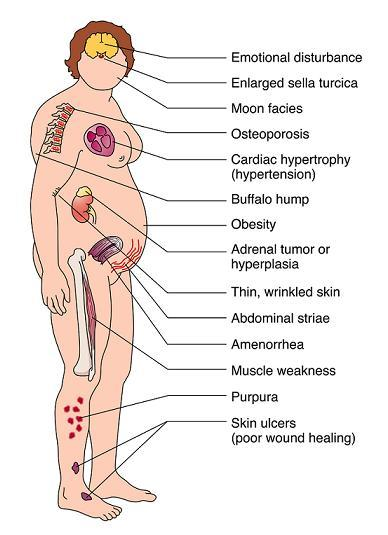 Emotional disturbance
Enlarged sella turcica
Moon facies
Osteoporosis
Cardiac hypertrophy
(hypertension)
Buffalo hump
Obesity
Adrenal tumor or
hyperplasia
Thin, wrinkled skin
Abdominal striae
Amenorrhea
Muscle weakness
Purpura
Skin ulcers
(poor wound healing)